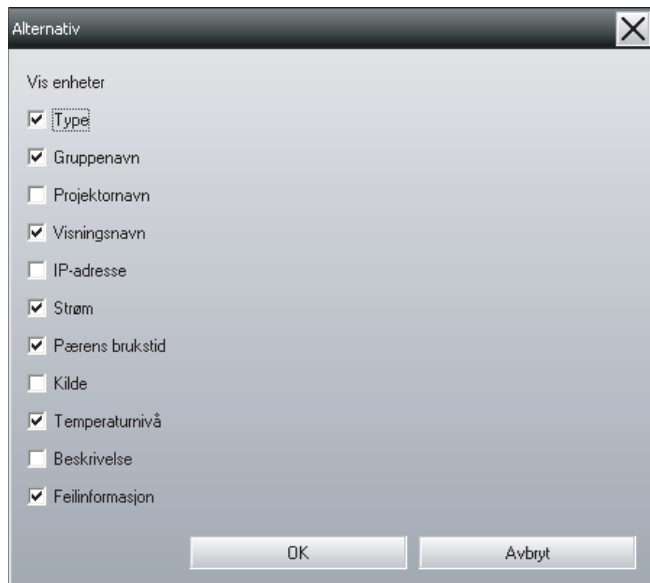 Alternativ
Vis enheter
Type
Gruppenavn
Projektornavn
Visningsnavn
IP-adresse
Strøm
Pærens brukstid
Kilde
Temperaturnivå
Beskrivelse
Feilinformasjon
OK Avbryt